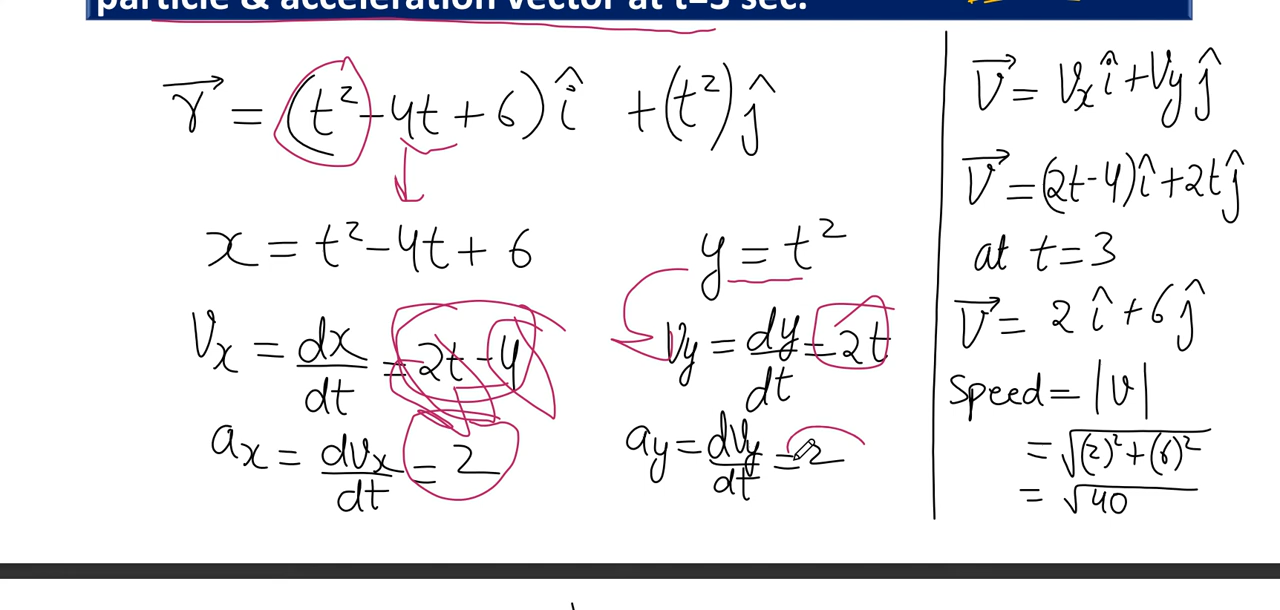 particle & acceleration vector at t=3 sec.
r⃗ = (t² - 4t + 6) î + (t²) ĵ
x = t² - 4t + 6
y = t²
Vx = dx/dt = 2t - 4
Vy = dy/dt = 2t
ax = dVx/dt = 2
ay = dVy/dt = 2
V⃗ = Vx î + Vy ĵ
V⃗ = (2t-4) î + 2t ĵ
at t = 3
V⃗ = 2 î + 6 ĵ
Speed = |v|
= √(2)² + (6)²
= √40